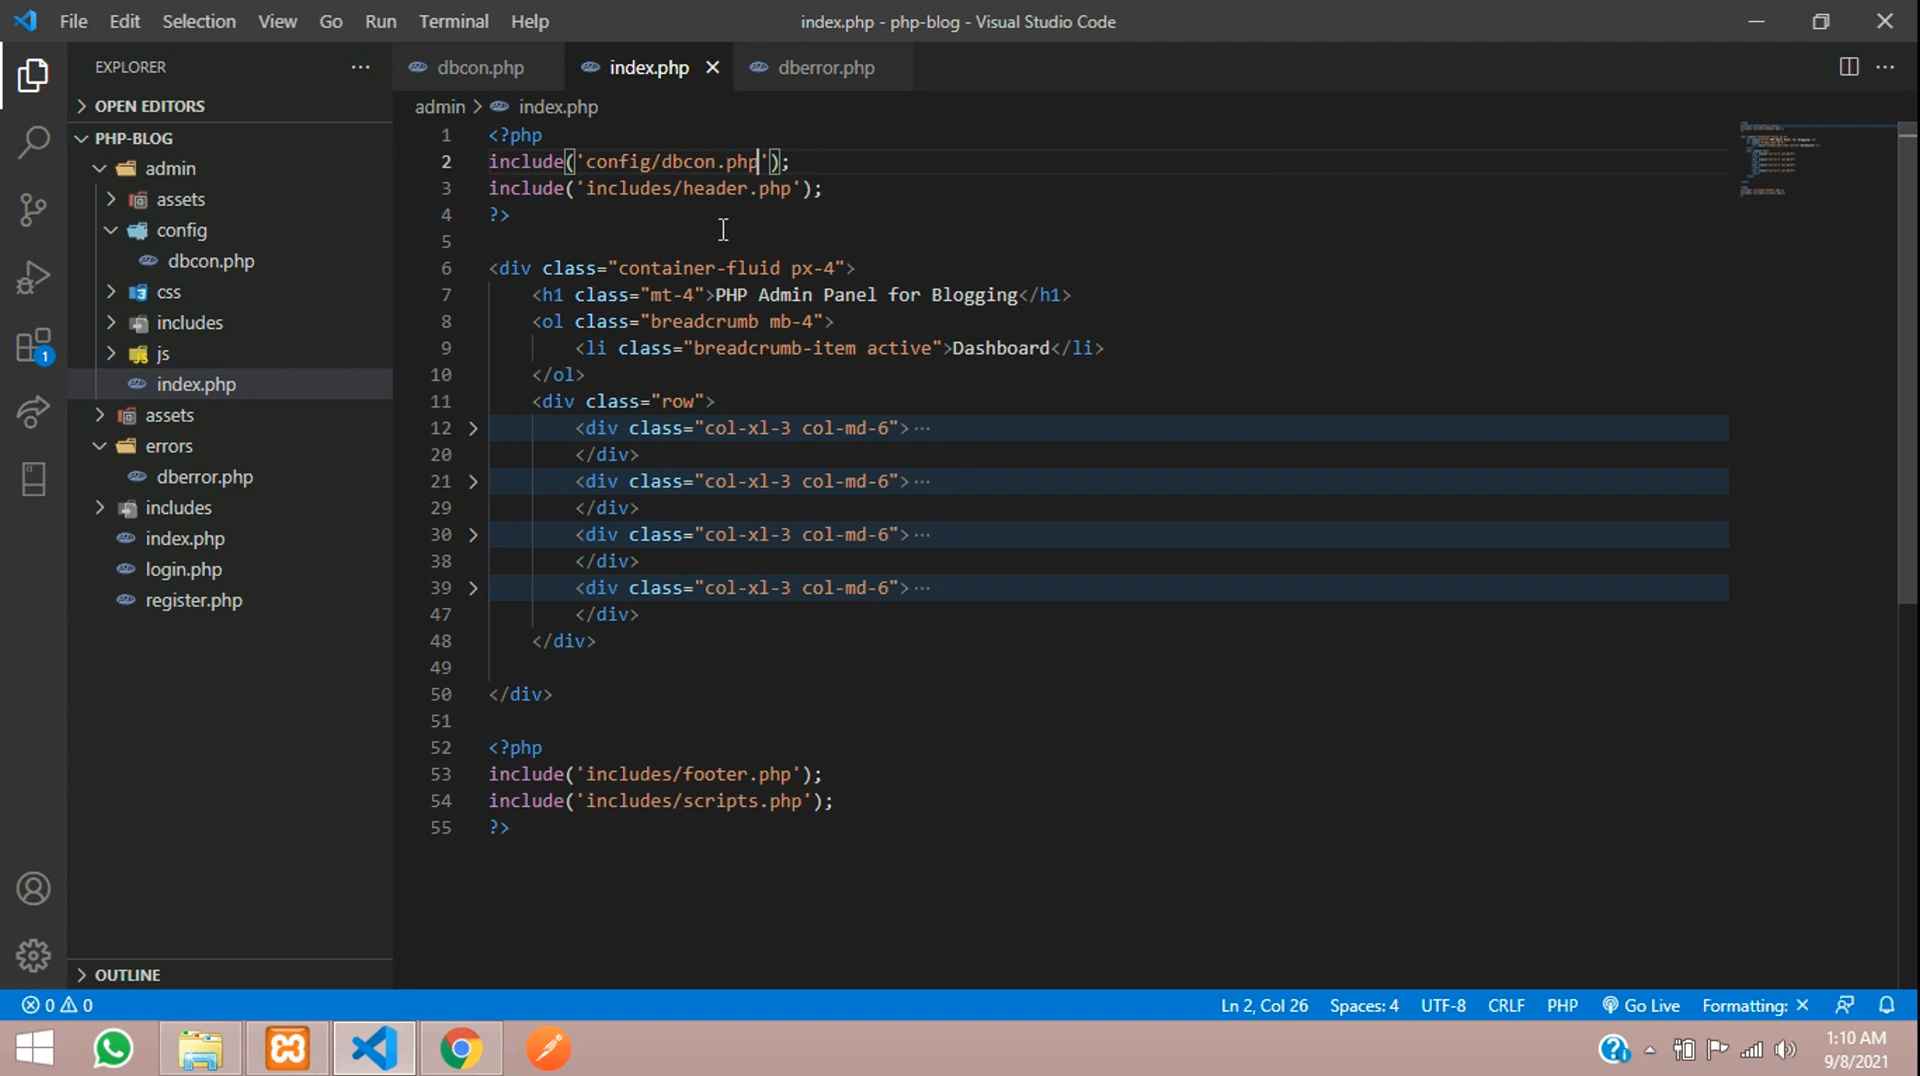 File Edit Selection View Go Run Terminal Help
index.php - php-blog - Visual Studio Code
EXPLORER
OPEN EDITORS
PHP-BLOG
admin
assets
config
dbcon.php
css
includes
js
index.php
assets
errors
dberror.php
includes
index.php
login.php
register.php
OUTLINE
1
dbcon.php index.php dberror.php
admin > index.php
1 <?php
2 include('config/dbcon.php');
3 include('includes/header.php');
4 ?>
5
6 <div class="container-fluid px-4">
7 <h1 class="mt-4">PHP Admin Panel for Blogging</h1>
8 <ol class="breadcrumb mb-4">
9 <li class="breadcrumb-item active">Dashboard</li>
10 </ol>
11 <div class="row">
12 <div class="col-xl-3 col-md-6">···
20 </div>
21 <div class="col-xl-3 col-md-6">···
29 </div>
30 <div class="col-xl-3 col-md-6">···
38 </div>
39 <div class="col-xl-3 col-md-6">···
47 </div>
48 </div>
49
50 </div>
51
52 <?php
53 include('includes/footer.php');
54 include('includes/scripts.php');
55 ?>
0 0 Ln 2, Col 26 Spaces: 4 UTF-8 CRLF PHP Go Live Formatting: ×
1:10 AM
9/8/2021